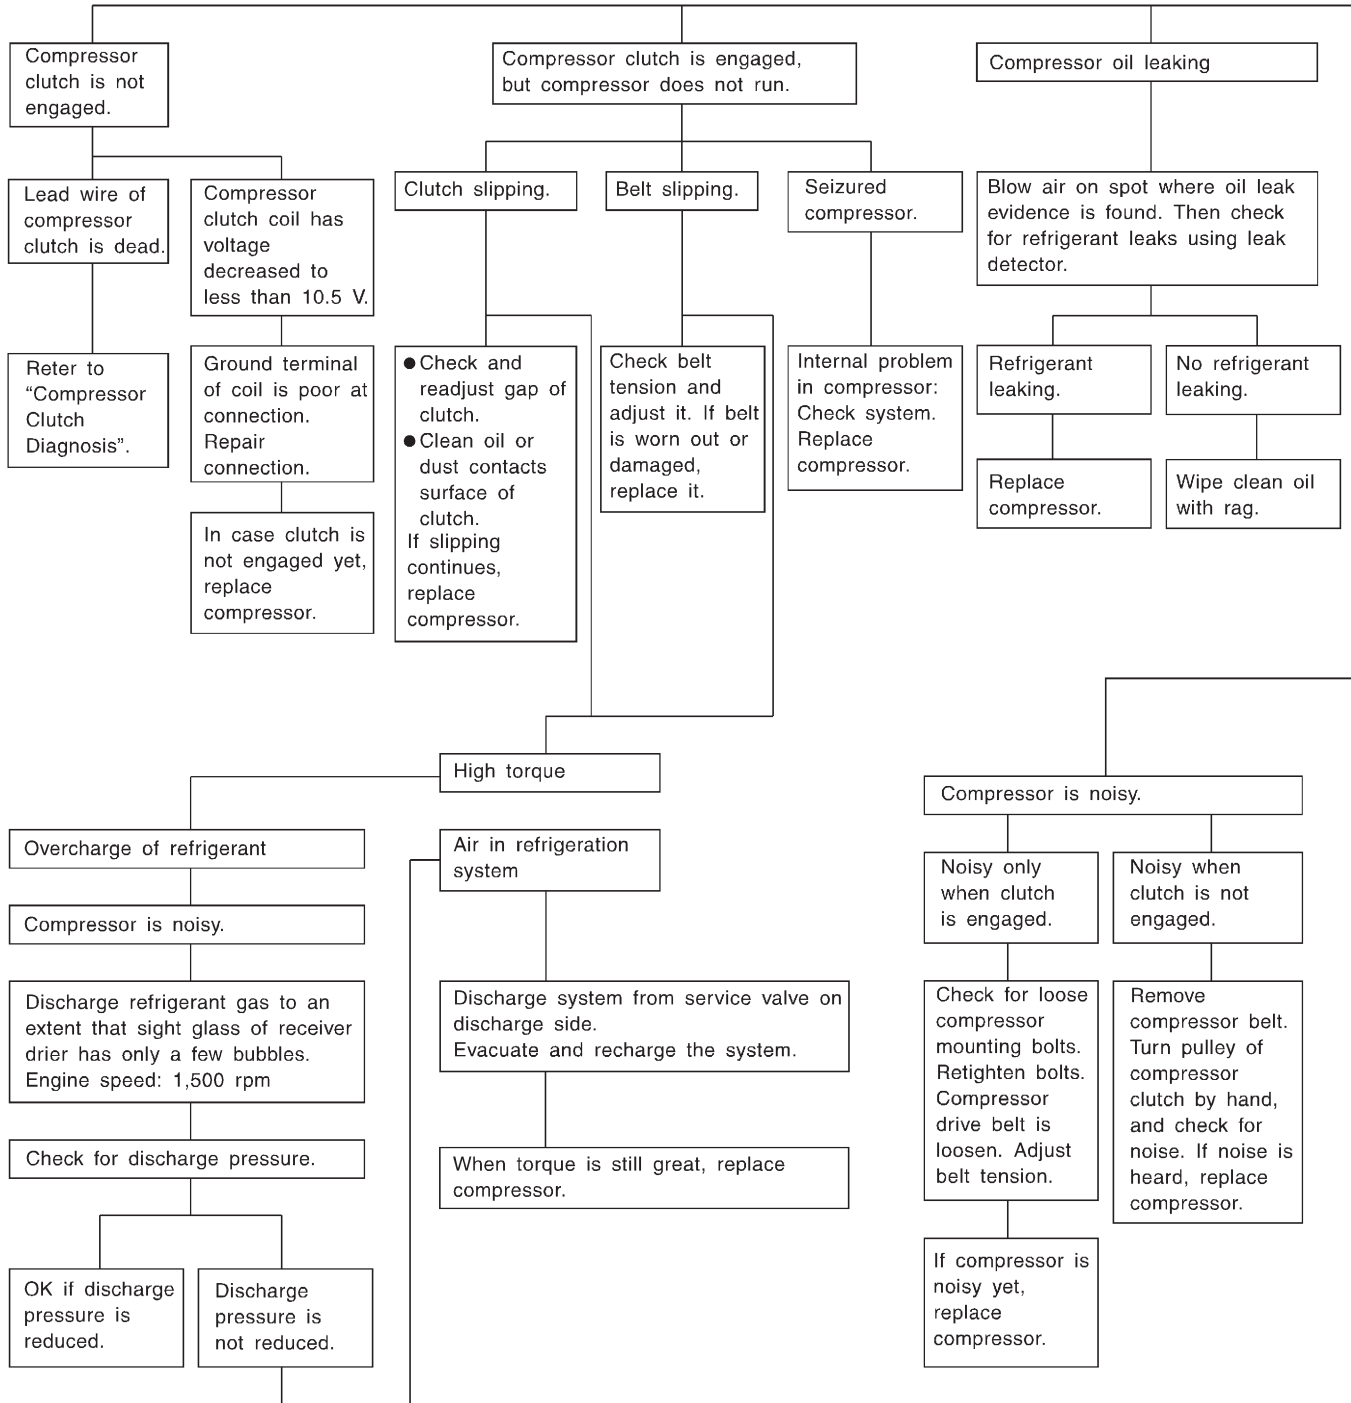 Compressor
clutch is not
engaged.
Compressor clutch is engaged,
but compressor does not run.
Compressor oil leaking
Lead wire of
compressor
clutch is dead.
Compressor
clutch coil has
voltage
decreased to
less than 10.5 V.
Clutch slipping.
Belt slipping.
Seizured
compressor.
Blow air on spot where oil leak
evidence is found. Then check
for refrigerant leaks using leak
detector.
Reter to
“Compressor
Clutch
Diagnosis”.
Ground terminal
of coil is poor at
connection.
Repair
connection.
● Check and
readjust gap of
clutch.
● Clean oil or
dust contacts
surface of
clutch.
If slipping
continues,
replace
compressor.
Check belt
tension and
adjust it. If belt
is worn out or
damaged,
replace it.
Internal problem
in compressor:
Check system.
Replace
compressor.
Refrigerant
leaking.
No refrigerant
leaking.
Replace
compressor.
Wipe clean oil
with rag.
In case clutch is
not engaged yet,
replace
compressor.
High torque
Overcharge of refrigerant
Compressor is noisy.
Discharge refrigerant gas to an
extent that sight glass of receiver
drier has only a few bubbles.
Engine speed: 1,500 rpm
Check for discharge pressure.
OK if discharge
pressure is
reduced.
Discharge
pressure is
not reduced.
Air in refrigeration
system
Discharge system from service valve on
discharge side.
Evacuate and recharge the system.
When torque is still great, replace
compressor.
Compressor is noisy.
Noisy only
when clutch
is engaged.
Noisy when
clutch is not
engaged.
Check for loose
compressor
mounting bolts.
Retighten bolts.
Compressor
drive belt is
loosen. Adjust
belt tension.
Remove
compressor belt.
Turn pulley of
compressor
clutch by hand,
and check for
noise. If noise is
heard, replace
compressor.
If compressor is
noisy yet,
replace
compressor.